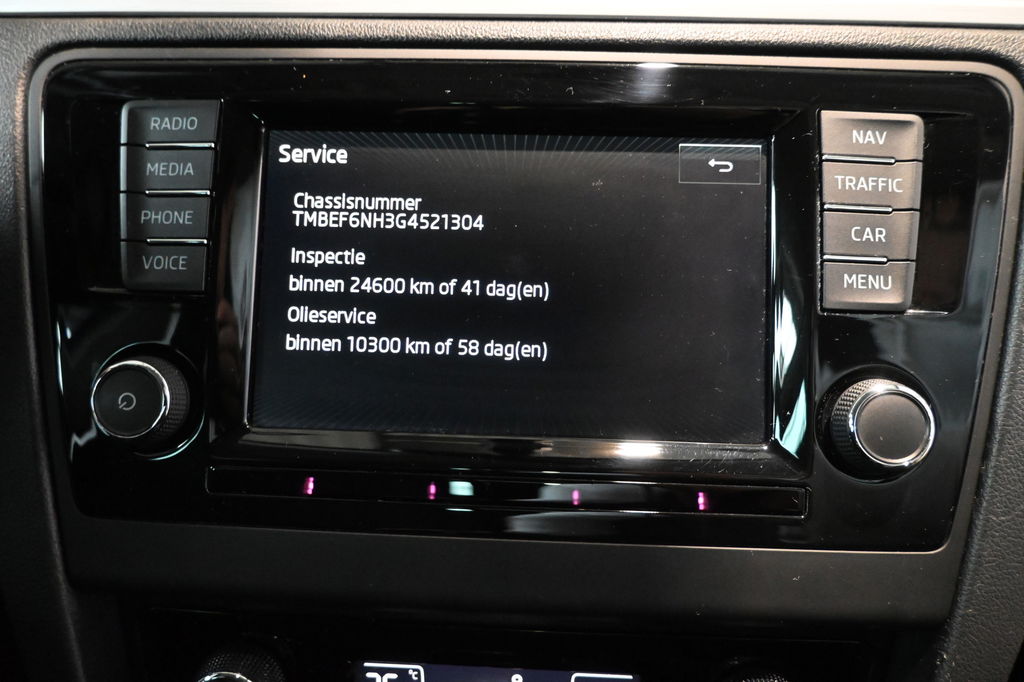 RADIO
MEDIA
PHONE
VOICE
Service
Chassisnummer
TMBEF6NH3G4521304
Inspectie
binnen 24600 km of 41 dag(en)
Olieservice
binnen 10300 km of 58 dag(en)
NAV
TRAFFIC
CAR
MENU
°C